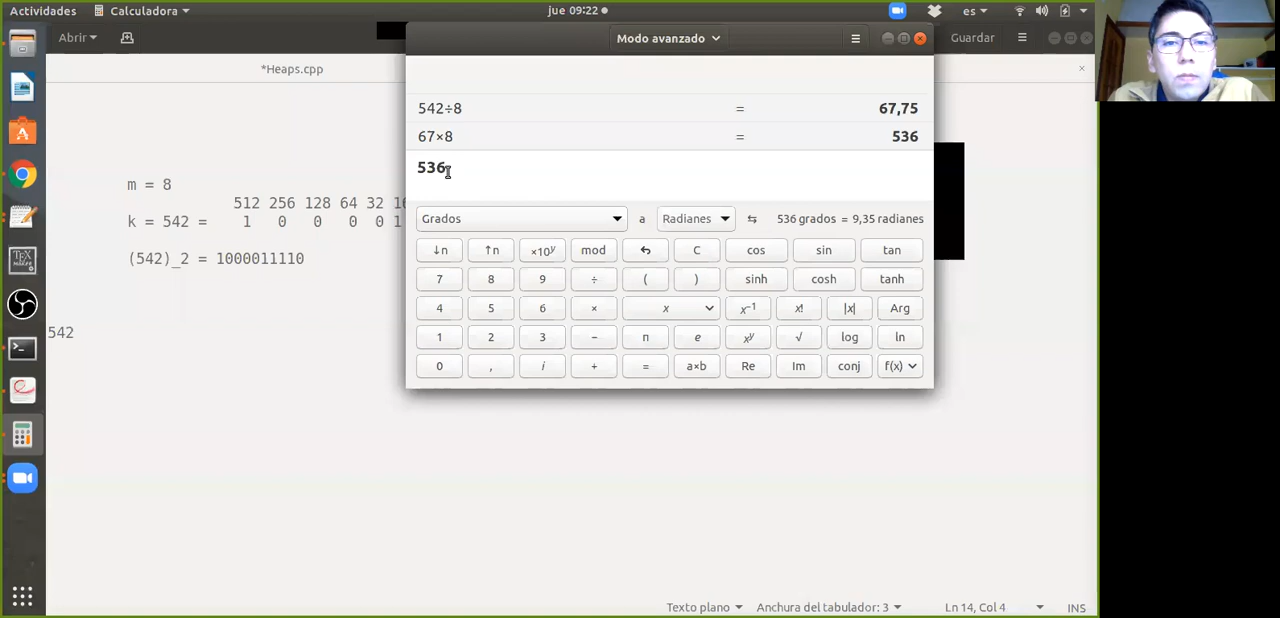 Actividades Calculadora jue 09:22 es
Abrir Modo avanzado Guardar
*Heaps.cpp
542÷8 = 67,75
67×8 = 536
536
m = 8
512 256 128 64 32 16
k = 542 = 1 0 0 0 0 1
(542)_2 = 1000011110
542
Grados a Radianes 536 grados = 9,35 radianes
↓n ↑n ×10ʸ mod C cos sin tan
7 8 9 ÷ ( ) sinh cosh tanh
4 5 6 × x x⁻¹ x! |x| Arg
1 2 3 − π e xʸ √ log ln
0 , i + = a×b Re Im conj f(x)
Texto plano Anchura del tabulador: 3 Ln 14, Col 4 INS